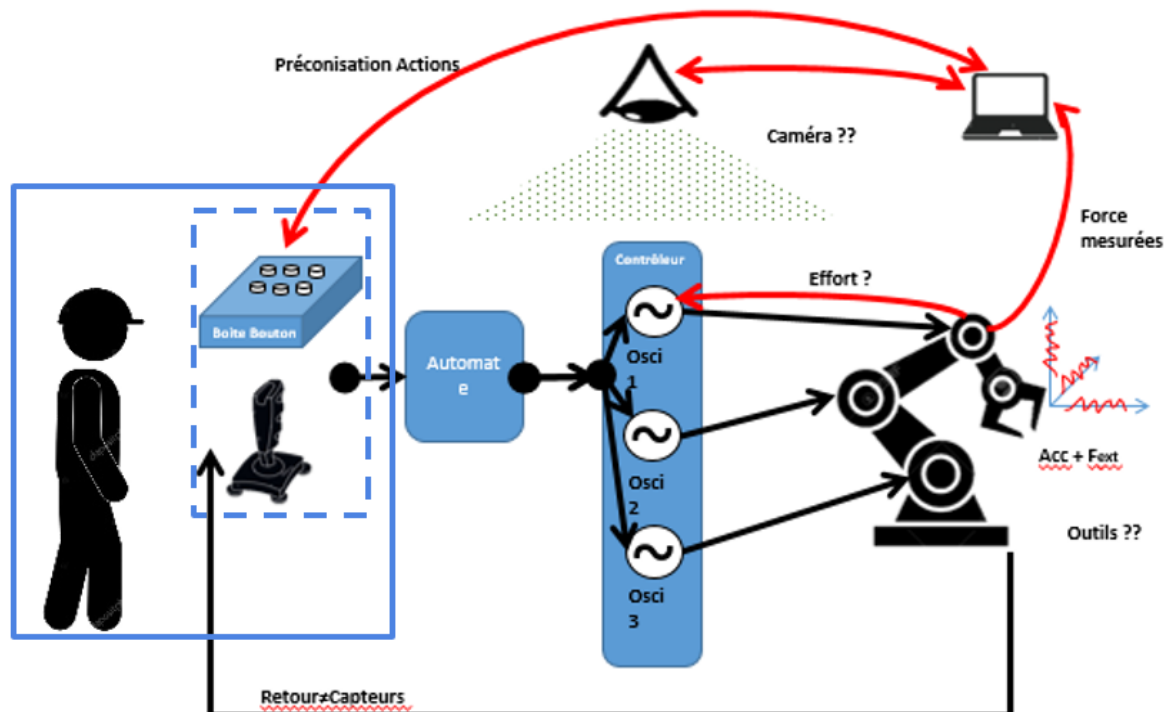 Préconisation Actions
Caméra ??
Force
mesurées
Contrôleur
Effort ?
Boite Bouton
Automat
e
Osci
1
Acc + Fext
Osci
2
Outils ??
Osci
3
Retour≠Capteurs